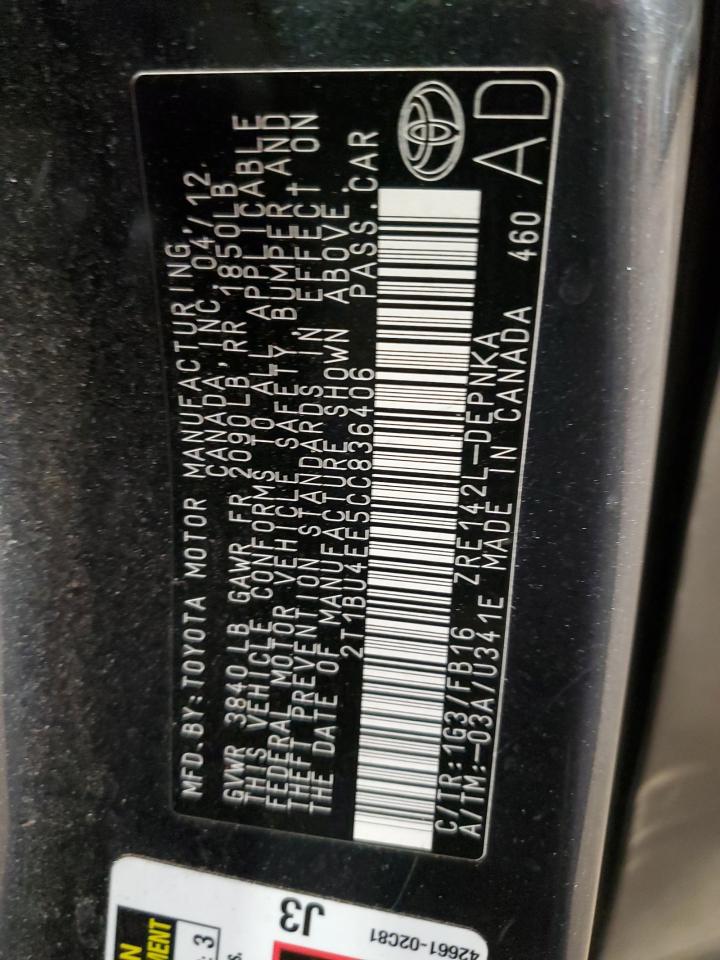 MFD.BY:TOYOTA MOTOR MANUFACTURING
CANADA, INC. 04/12
GVWR 3840LB GAWR FR 2090LB, RR 1850LB
THIS VEHICLE CONFORMS TO ALL APPLICABLE
FEDERAL MOTOR VEHICLE SAFETY, BUMPER AND
THEFT PREVENTION STANDARDS IN EFFECT ON
THE DATE OF MANUFACTURE SHOWN ABOVE.
2T1BU4EE5CC836406 PASS.CAR
C/TR:1G3/FB16 ZRE142L-DEPNKA
A/TM:-03A/U341E MADE IN CANADA 460
AD
J3
42661-02C81
3